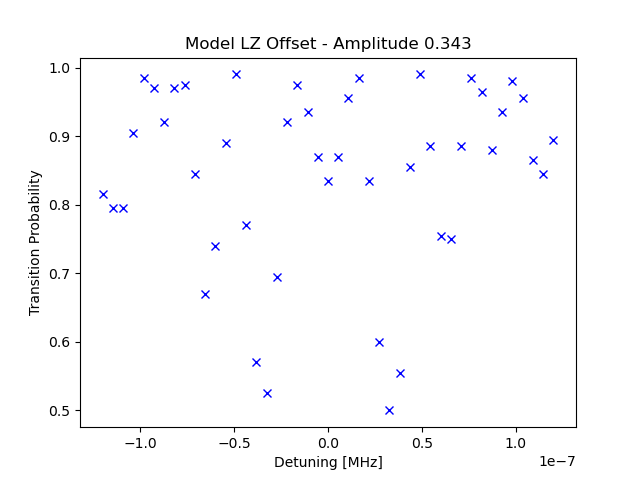 Model LZ Offset - Amplitude 0.343
Transition Probability
1.0
0.9
0.8
0.7
0.6
0.5
−1.0 −0.5 0.0 0.5 1.0
1e−7
Detuning [MHz]